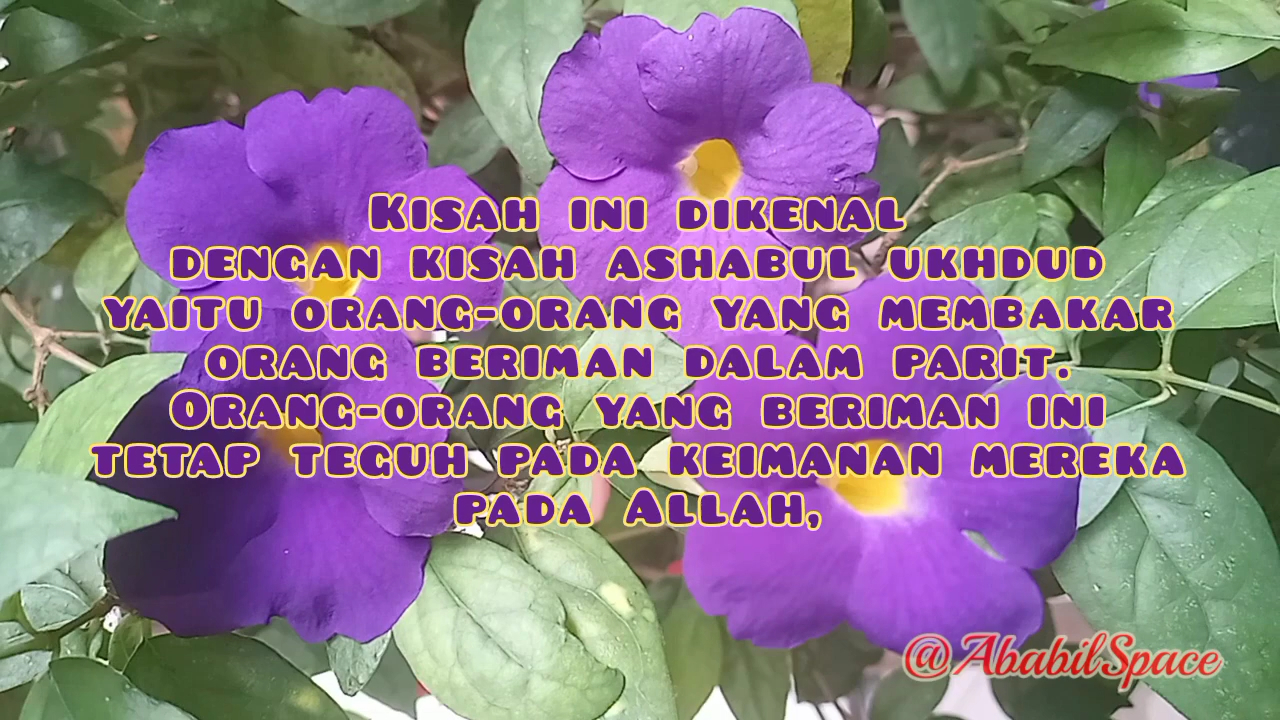 Kisah ini dikenal
dengan kisah ashabul ukhdud
yaitu orang-orang yang membakar
orang beriman dalam parit.
Orang-orang yang beriman ini
tetap teguh pada keimanan mereka
pada Allah,
@AbabilSpace